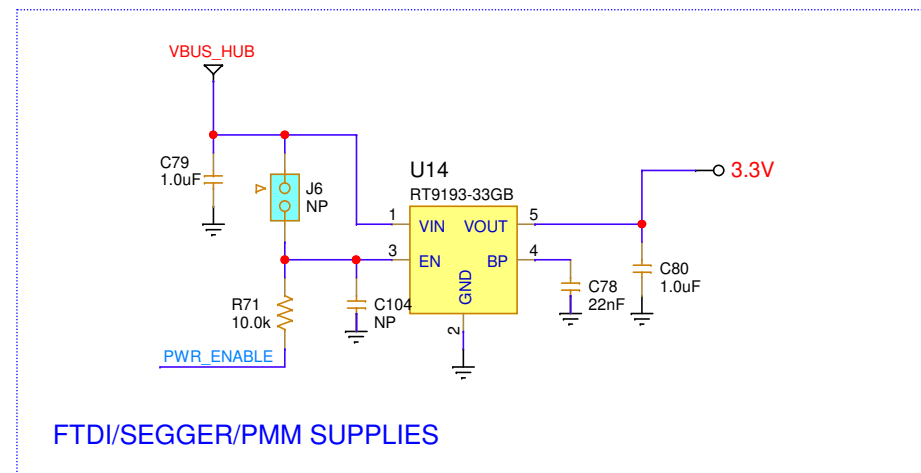 VBUS_HUB
C79
1.0uF
J6
NP
U14
RT9193-33GB
3.3V
1
VIN
VOUT
5
3
EN
BP
4
GND
2
C80
1.0uF
C78
22nF
R71
10.0k
C104
NP
PWR_ENABLE
FTDI/SEGGER/PMM SUPPLIES